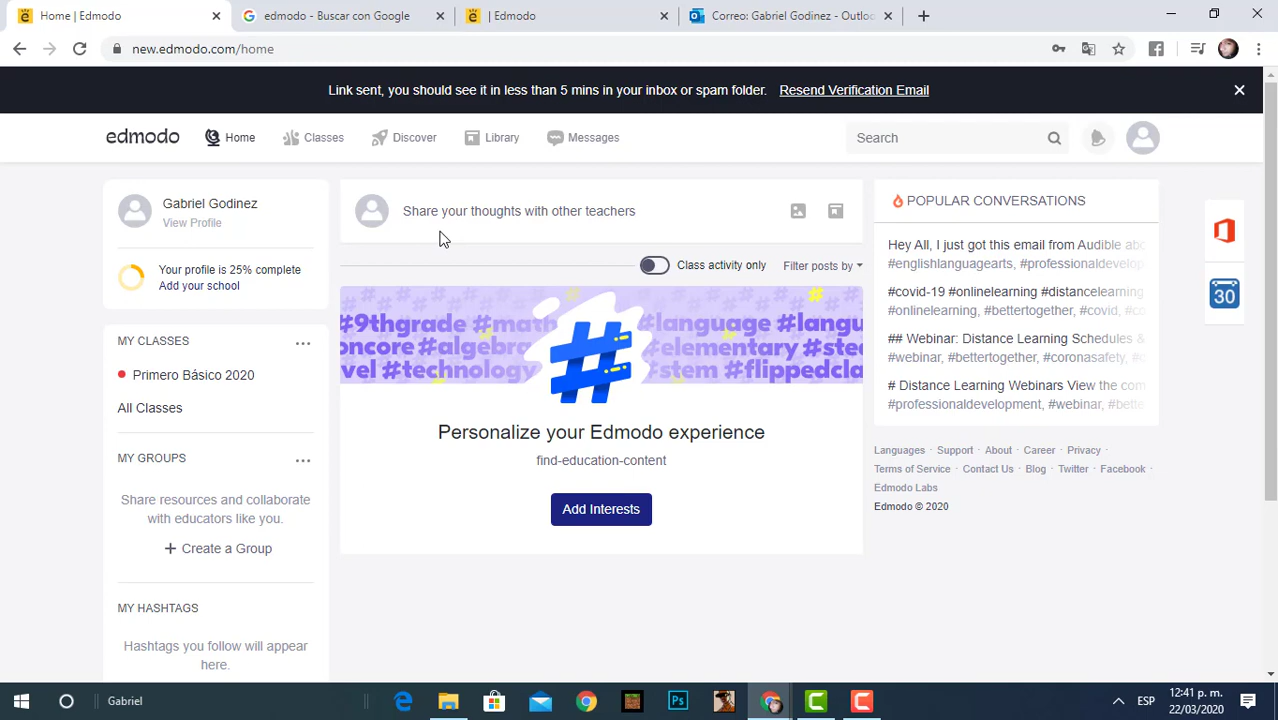 Home | Edmodo
edmodo - Buscar con Google
| Edmodo
Correo: Gabriel Godinez - Outloo
new.edmodo.com/home
Link sent, you should see it in less than 5 mins in your inbox or spam folder. Resend Verification Email
edmodo Home Classes Discover Library Messages Search
Gabriel Godinez
View Profile
Your profile is 25% complete
Add your school
MY CLASSES
Primero Básico 2020
All Classes
MY GROUPS
Share resources and collaborate
with educators like you.
+ Create a Group
MY HASHTAGS
Hashtags you follow will appear
here.
Share your thoughts with other teachers
Class activity only Filter posts by
#9thgrade #math #language #langu
oncore #algebra #elementary #ste
vel #technology #stem #flippedcla
#
Personalize your Edmodo experience
find-education-content
Add Interests
POPULAR CONVERSATIONS
Hey All, I just got this email from Audible abo
#englishlanguagearts, #professionaldevelop
#covid-19 #onlinelearning #distancelearning
#onlinelearning, #bettertogether, #covid, #co
## Webinar: Distance Learning Schedules &
#webinar, #bettertogether, #coronasafety, #e
# Distance Learning Webinars View the com
#professionaldevelopment, #webinar, #bette
Languages · Support · About · Career · Privacy ·
Terms of Service · Contact Us · Blog · Twitter · Facebook ·
Edmodo Labs
Edmodo © 2020
30
Gabriel
Ps
ESP
12:41 p. m.
22/03/2020